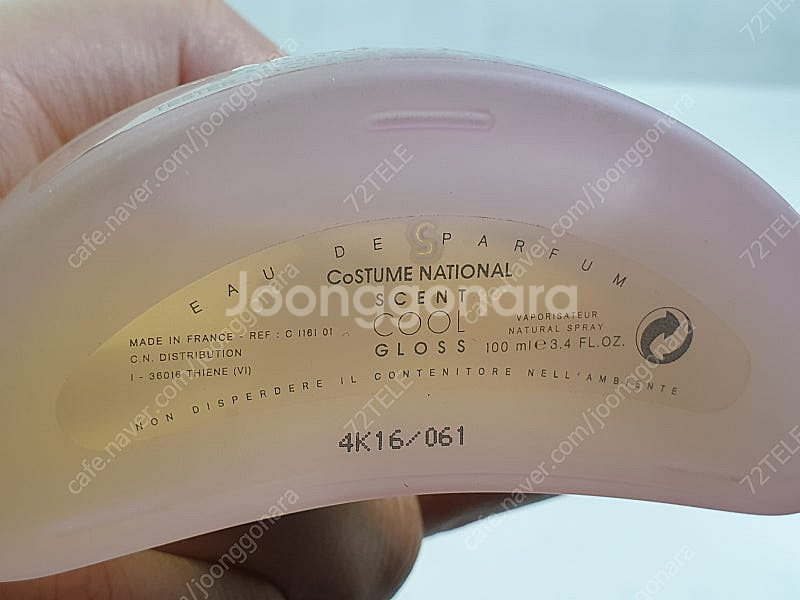 TESTER
EAU DE PARFUM
CoSTUME NATIONAL
SCENT
COOL
GLOSS
MADE IN FRANCE - REF : C 1161 01
C.N. DISTRIBUTION
I - 36016 THIENE (VI)
VAPORISATEUR
NATURAL SPRAY
100 ml e 3.4 FL.OZ.
NON DISPERDERE IL CONTENITORE NELL'AMBIENTE
4K16/061
Joonggonara
cafe.naver.com/joonggonara
72TELE